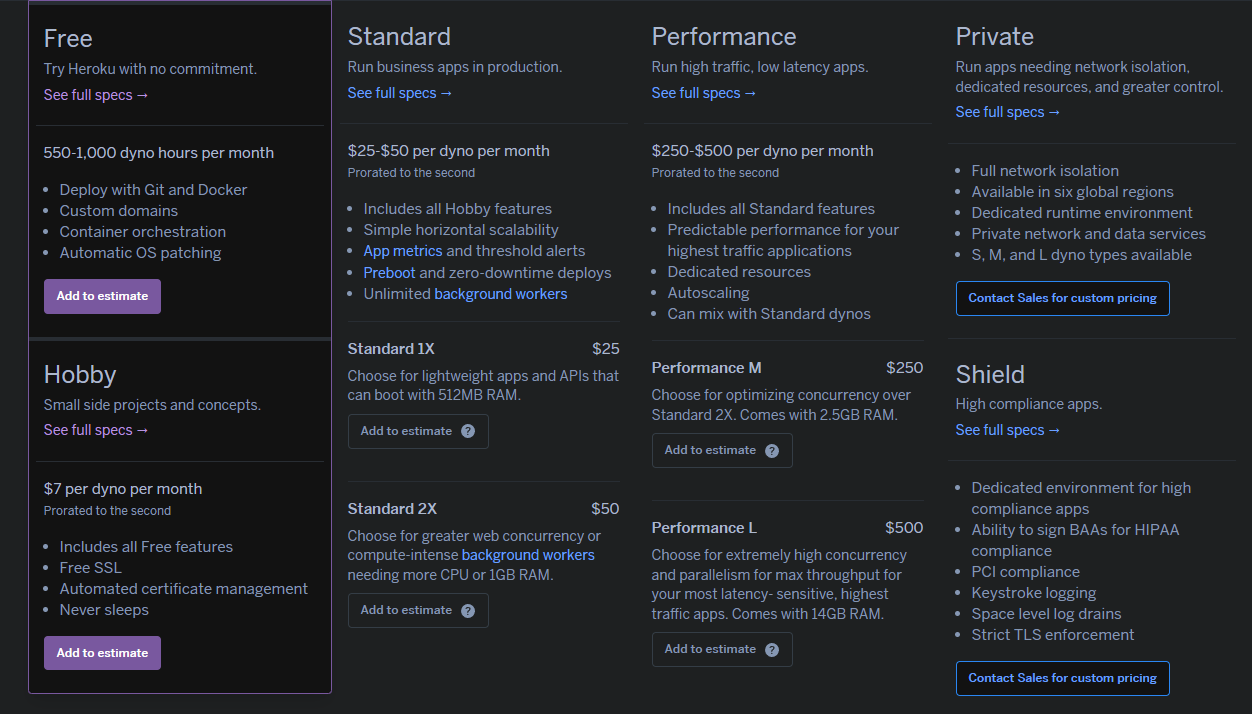 Free
Try Heroku with no commitment.
See full specs →
550-1,000 dyno hours per month
• Deploy with Git and Docker
• Custom domains
• Container orchestration
• Automatic OS patching
Add to estimate
Hobby
Small side projects and concepts.
See full specs →
$7 per dyno per month
Prorated to the second
• Includes all Free features
• Free SSL
• Automated certificate management
• Never sleeps
Add to estimate
Standard
Run business apps in production.
See full specs →
$25-$50 per dyno per month
Prorated to the second
• Includes all Hobby features
• Simple horizontal scalability
• App metrics and threshold alerts
• Preboot and zero-downtime deploys
• Unlimited background workers
Standard 1X $25
Choose for lightweight apps and APIs that
can boot with 512MB RAM.
Add to estimate ?
Standard 2X $50
Choose for greater web concurrency or
compute-intense background workers
needing more CPU or 1GB RAM.
Add to estimate ?
Performance
Run high traffic, low latency apps.
See full specs →
$250-$500 per dyno per month
Prorated to the second
• Includes all Standard features
• Predictable performance for your
highest traffic applications
• Dedicated resources
• Autoscaling
• Can mix with Standard dynos
Performance M $250
Choose for optimizing concurrency over
Standard 2X. Comes with 2.5GB RAM.
Add to estimate ?
Performance L $500
Choose for extremely high concurrency
and parallelism for max throughput for
your most latency- sensitive, highest
traffic apps. Comes with 14GB RAM.
Add to estimate ?
Private
Run apps needing network isolation,
dedicated resources, and greater control.
See full specs →
• Full network isolation
• Available in six global regions
• Dedicated runtime environment
• Private network and data services
• S, M, and L dyno types available
Contact Sales for custom pricing
Shield
High compliance apps.
See full specs →
• Dedicated environment for high
compliance apps
• Ability to sign BAAs for HIPAA
compliance
• PCI compliance
• Keystroke logging
• Space level log drains
• Strict TLS enforcement
Contact Sales for custom pricing